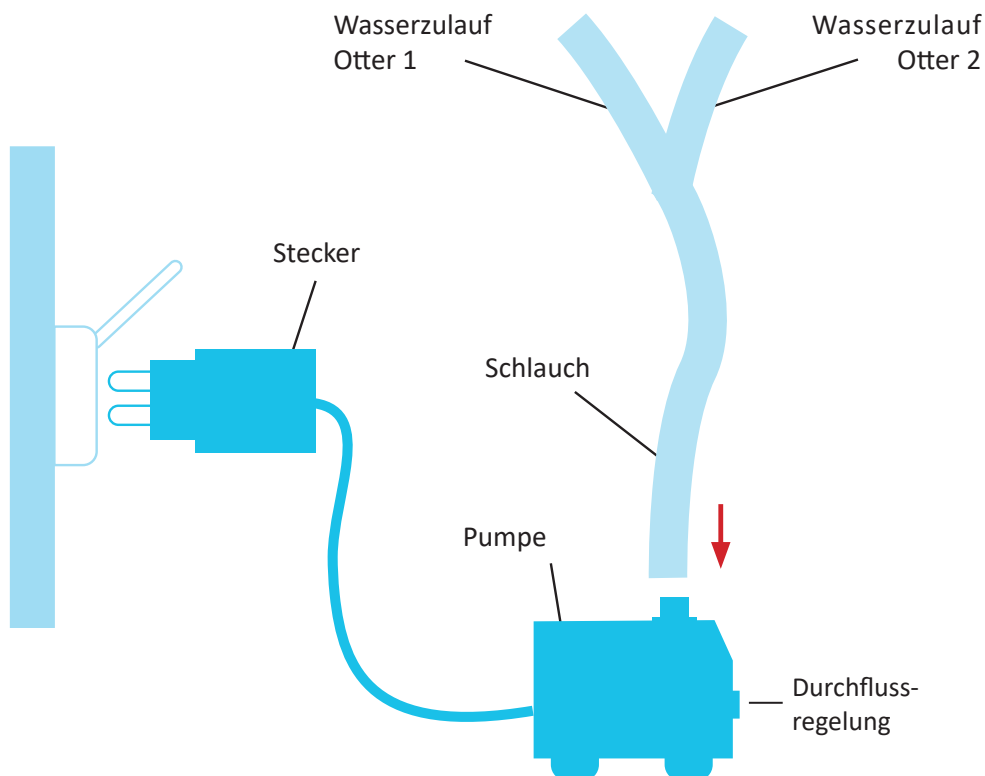 Wasserzulauf
Otter 1
Wasserzulauf
Otter 2
Stecker
Schlauch
Pumpe
Durchfluss-
regelung